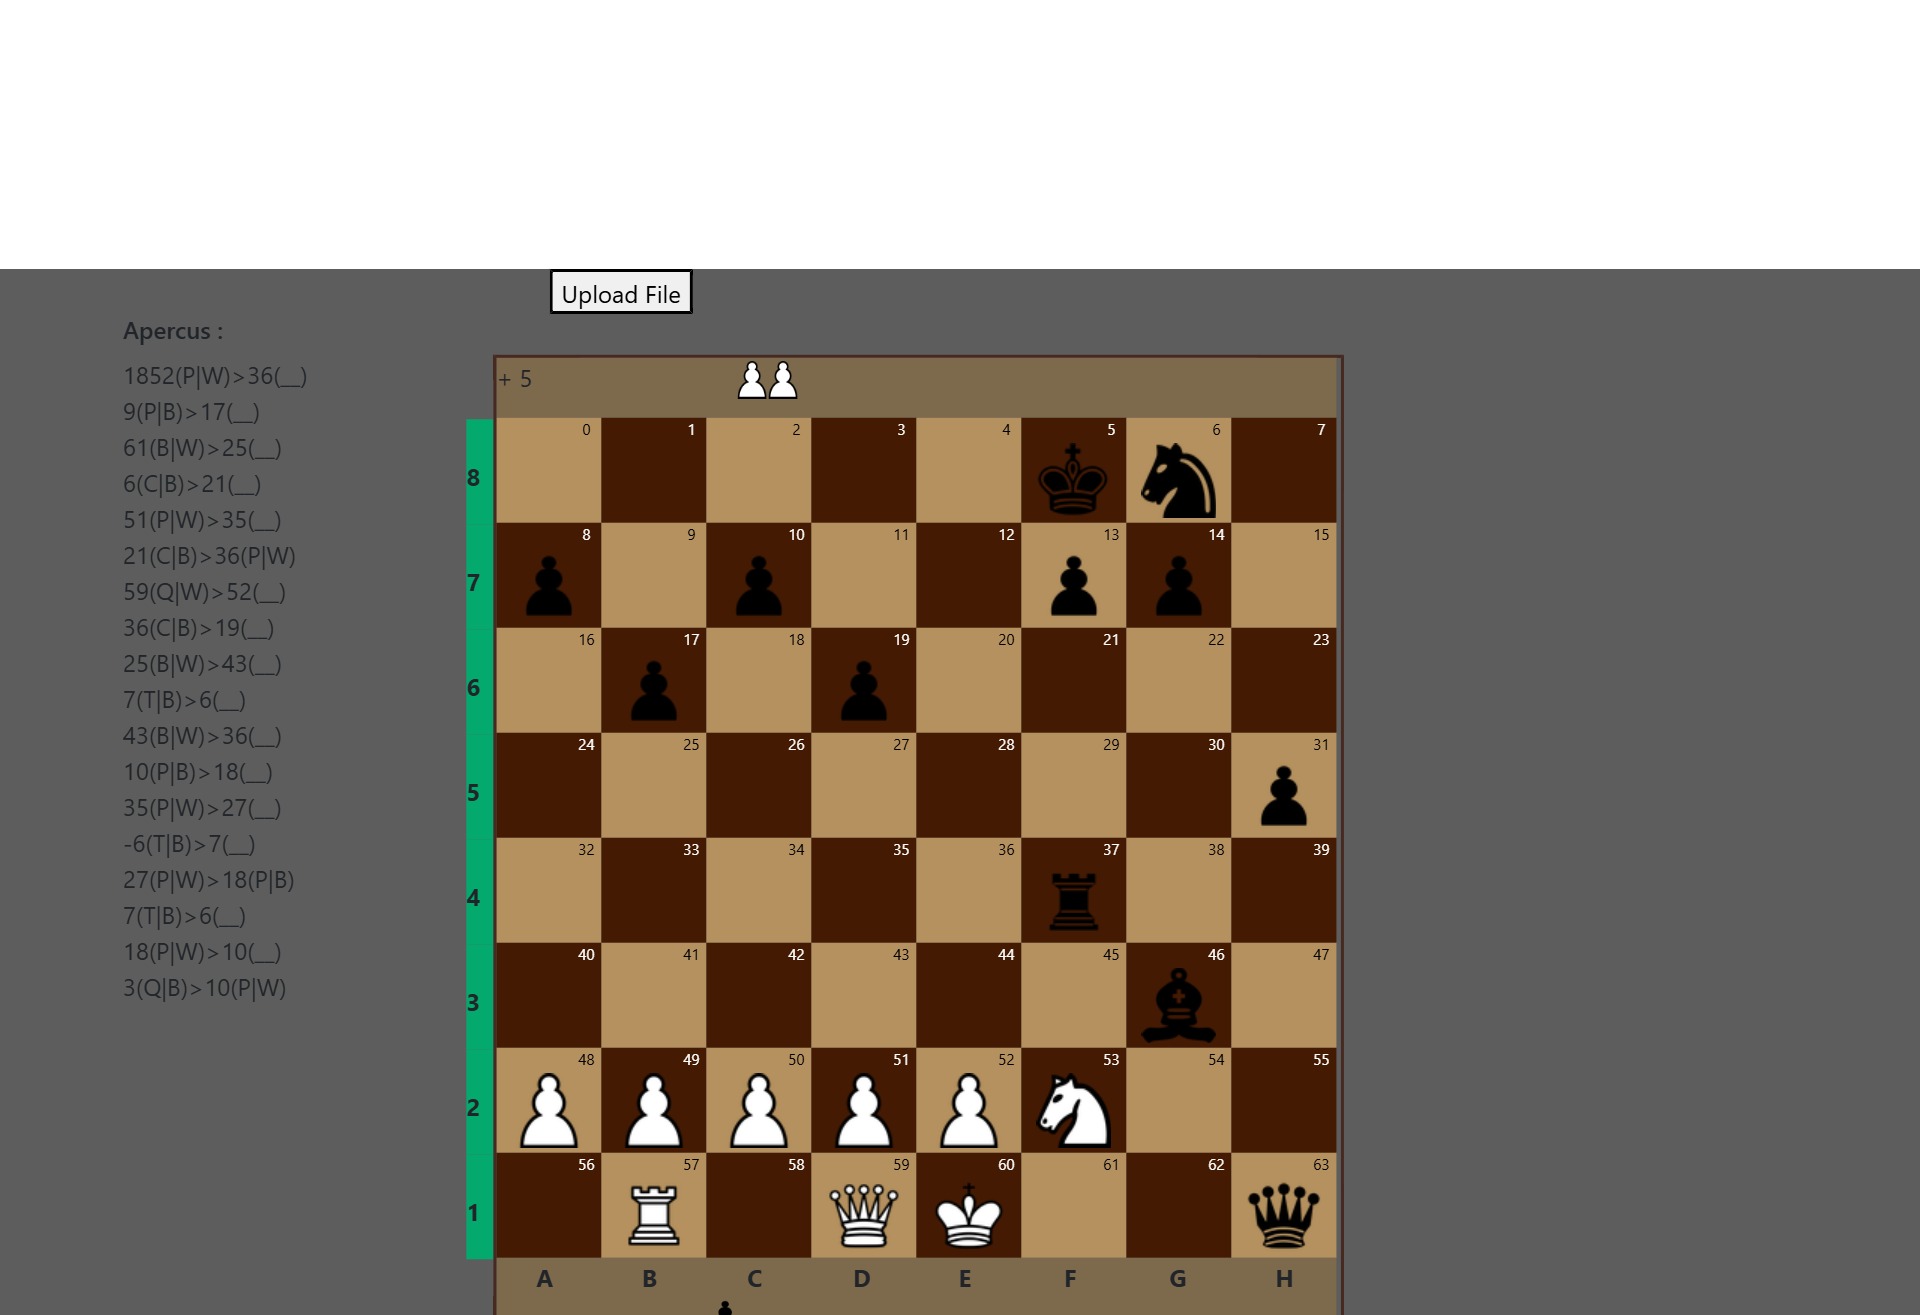 Upload File
Apercus :
1852(P|W)>36(__)
9(P|B)>17(__)
61(B|W)>25(__)
6(C|B)>21(__)
51(P|W)>35(__)
21(C|B)>36(P|W)
59(Q|W)>52(__)
36(C|B)>19(__)
25(B|W)>43(__)
7(T|B)>6(__)
43(B|W)>36(__)
10(P|B)>18(__)
35(P|W)>27(__)
-6(T|B)>7(__)
27(P|W)>18(P|B)
7(T|B)>6(__)
18(P|W)>10(__)
3(Q|B)>10(P|W)
+ 5
0 1 2 3 4 5 6 7
8
8 9 10 11 12 13 14 15
7
16 17 18 19 20 21 22 23
6
24 25 26 27 28 29 30 31
5
32 33 34 35 36 37 38 39
4
40 41 42 43 44 45 46 47
3
48 49 50 51 52 53 54 55
2
56 57 58 59 60 61 62 63
1
A B C D E F G H